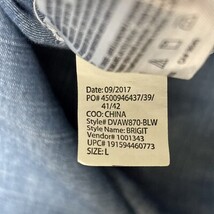 Date: 09/2017
PO# 4500946437/39/
41/42
COO: CHINA
Style# DVAW870-BLW
Style Name: BRIGIT
Vendor# 1001343
UPC# 191594460773
SIZE: L